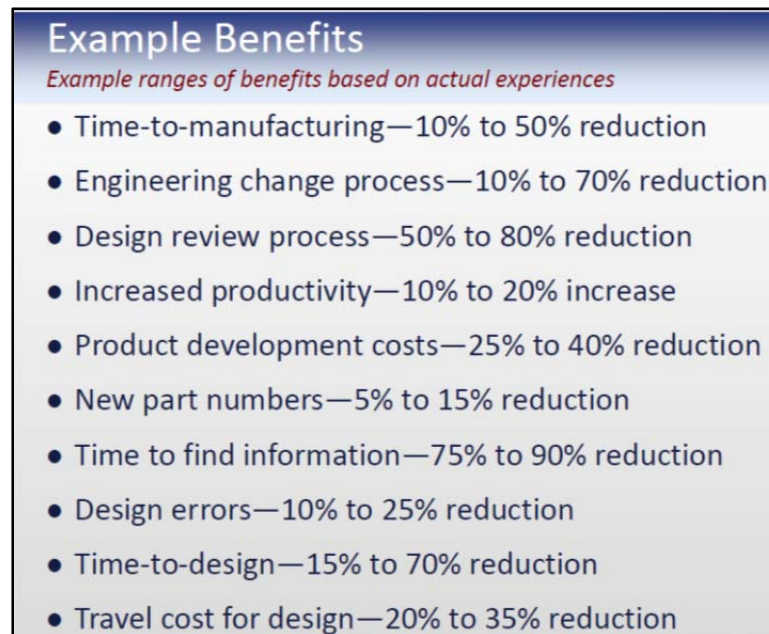 Example Benefits
Example ranges of benefits based on actual experiences
● Time-to-manufacturing—10% to 50% reduction
● Engineering change process—10% to 70% reduction
● Design review process—50% to 80% reduction
● Increased productivity—10% to 20% increase
● Product development costs—25% to 40% reduction
● New part numbers—5% to 15% reduction
● Time to find information—75% to 90% reduction
● Design errors—10% to 25% reduction
● Time-to-design—15% to 70% reduction
● Travel cost for design—20% to 35% reduction